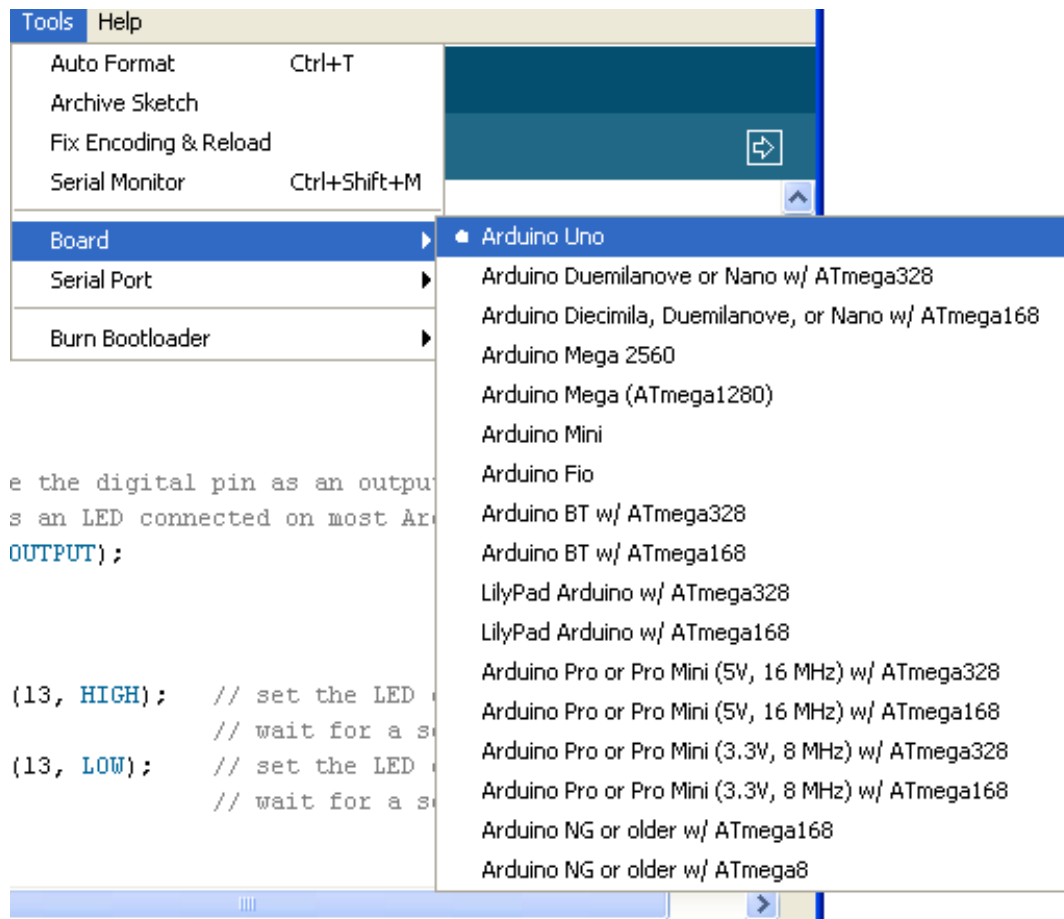 Tools Help
Auto Format Ctrl+T
Archive Sketch
Fix Encoding & Reload
Serial Monitor Ctrl+Shift+M
Board
Serial Port
Burn Bootloader
Arduino Uno
Arduino Duemilanove or Nano w/ ATmega328
Arduino Diecimila, Duemilanove, or Nano w/ ATmega168
Arduino Mega 2560
Arduino Mega (ATmega1280)
Arduino Mini
Arduino Fio
Arduino BT w/ ATmega328
Arduino BT w/ ATmega168
LilyPad Arduino w/ ATmega328
LilyPad Arduino w/ ATmega168
Arduino Pro or Pro Mini (5V, 16 MHz) w/ ATmega328
Arduino Pro or Pro Mini (5V, 16 MHz) w/ ATmega168
Arduino Pro or Pro Mini (3.3V, 8 MHz) w/ ATmega328
Arduino Pro or Pro Mini (3.3V, 8 MHz) w/ ATmega168
Arduino NG or older w/ ATmega168
Arduino NG or older w/ ATmega8
e the digital pin as an outpu
s an LED connected on most Ar
OUTPUT);
(13, HIGH); // set the LED
// wait for a s
(13, LOW); // set the LED
// wait for a s